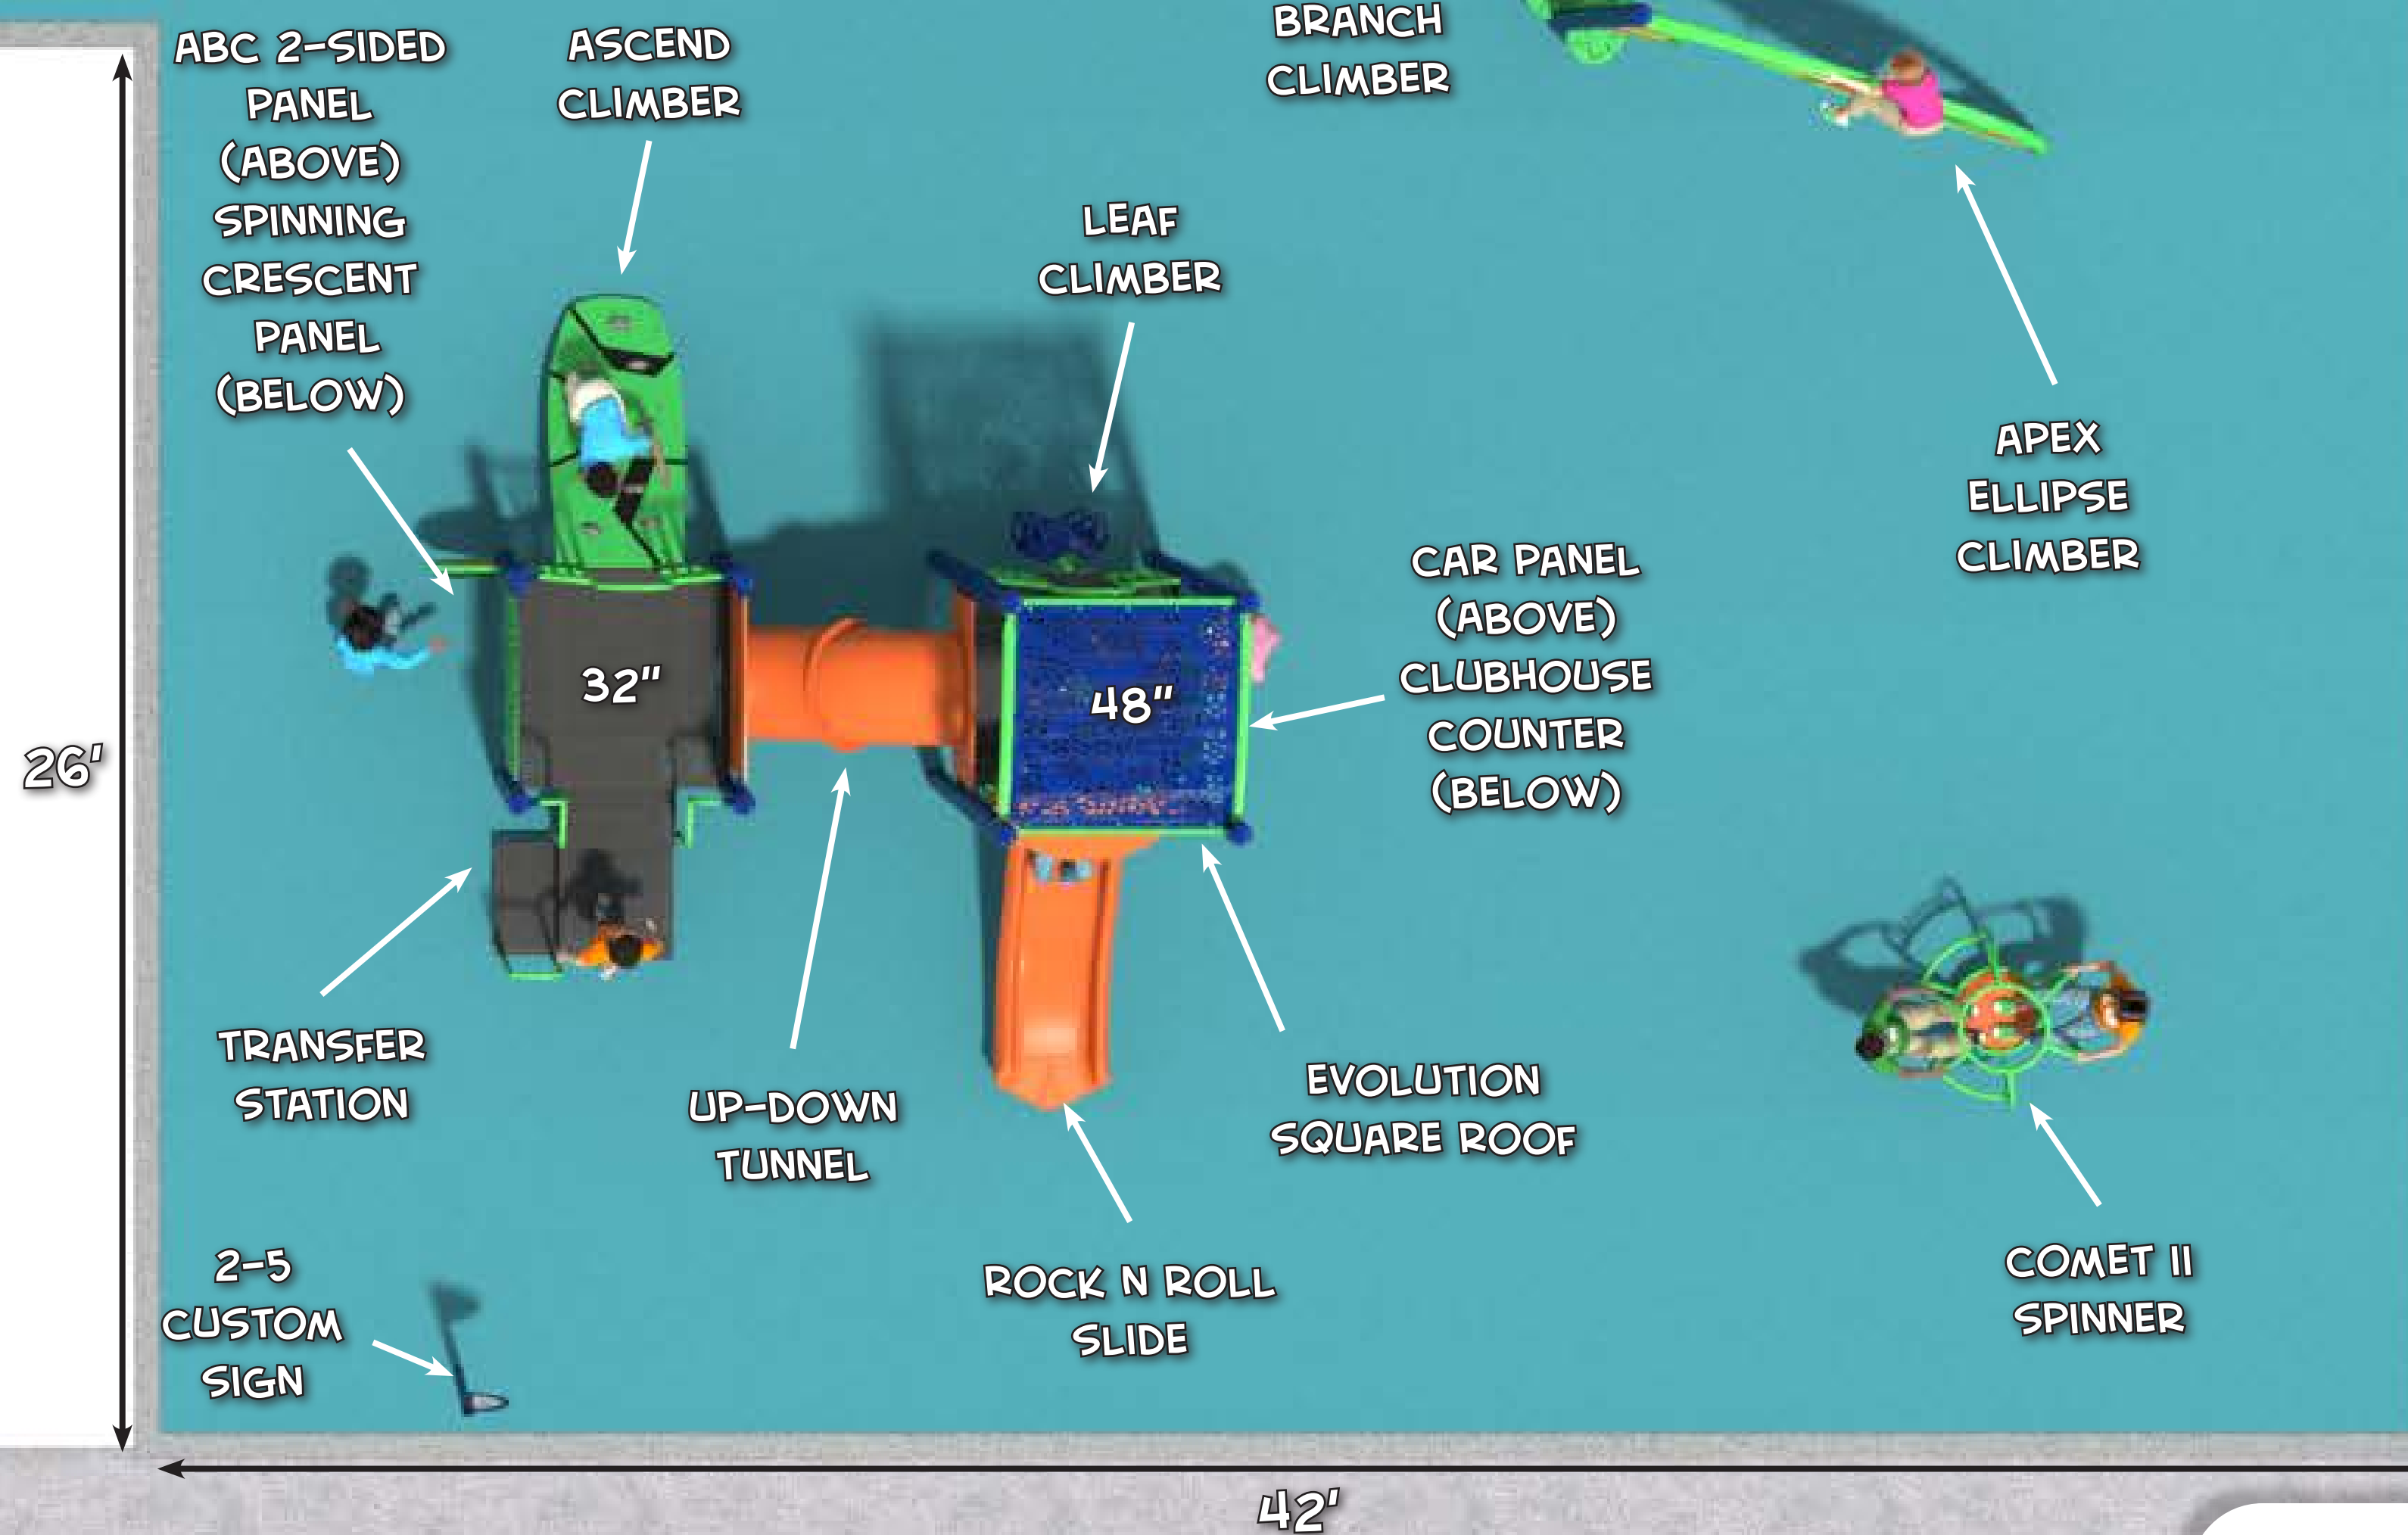 ABC 2-SIDED
PANEL
(ABOVE)
SPINNING
CRESCENT
PANEL
(BELOW)
ASCEND
CLIMBER
BRANCH
CLIMBER
LEAF
CLIMBER
APEX
ELLIPSE
CLIMBER
CAR PANEL
(ABOVE)
CLUBHOUSE
COUNTER
(BELOW)
32"
48"
26'
TRANSFER
STATION
UP-DOWN
TUNNEL
EVOLUTION
SQUARE ROOF
ROCK N ROLL
SLIDE
COMET II
SPINNER
2-5
CUSTOM
SIGN
42'